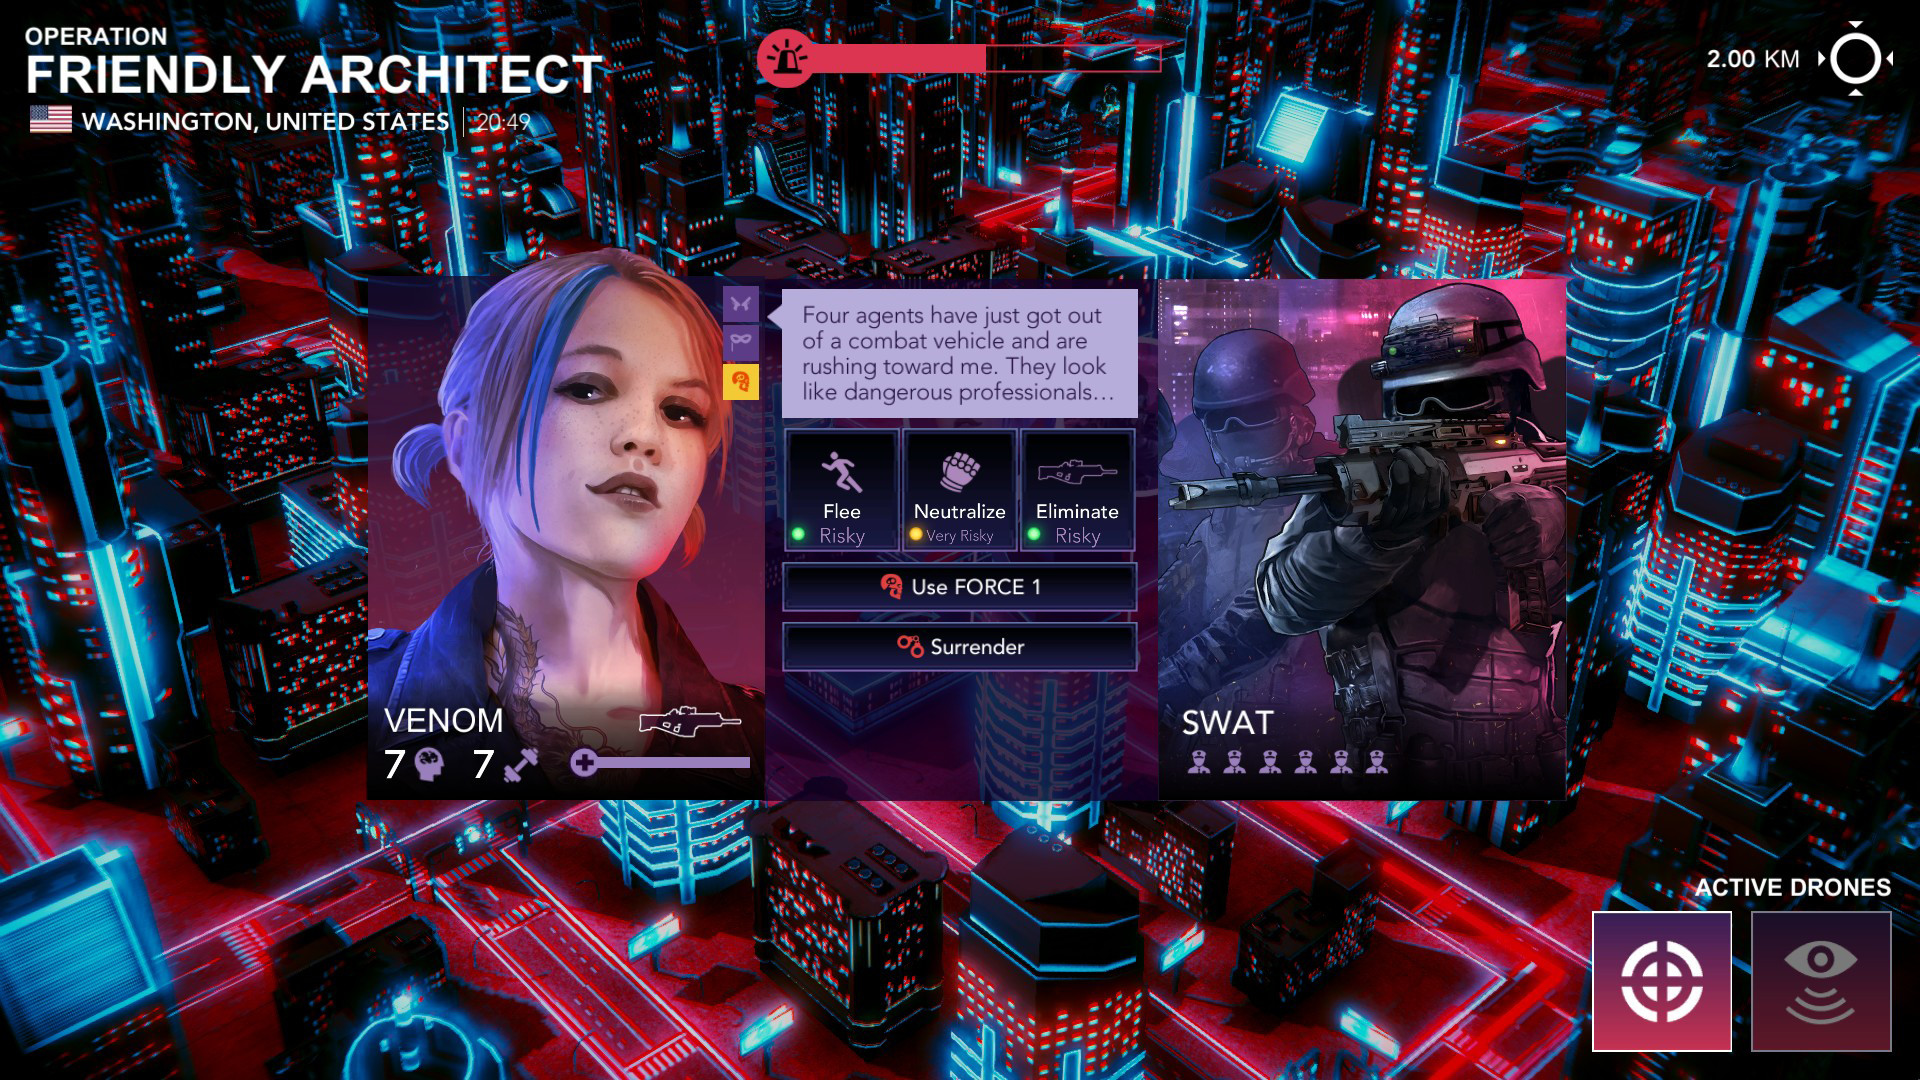 OPERATION
FRIENDLY ARCHITECT
WASHINGTON, UNITED STATES | 20:49
2.00 KM
Four agents have just got out
of a combat vehicle and are
rushing toward me. They look
like dangerous professionals...
Flee
Risky
Neutralize
Very Risky
Eliminate
Risky
Use FORCE 1
Surrender
VENOM
7 7
SWAT
ACTIVE DRONES